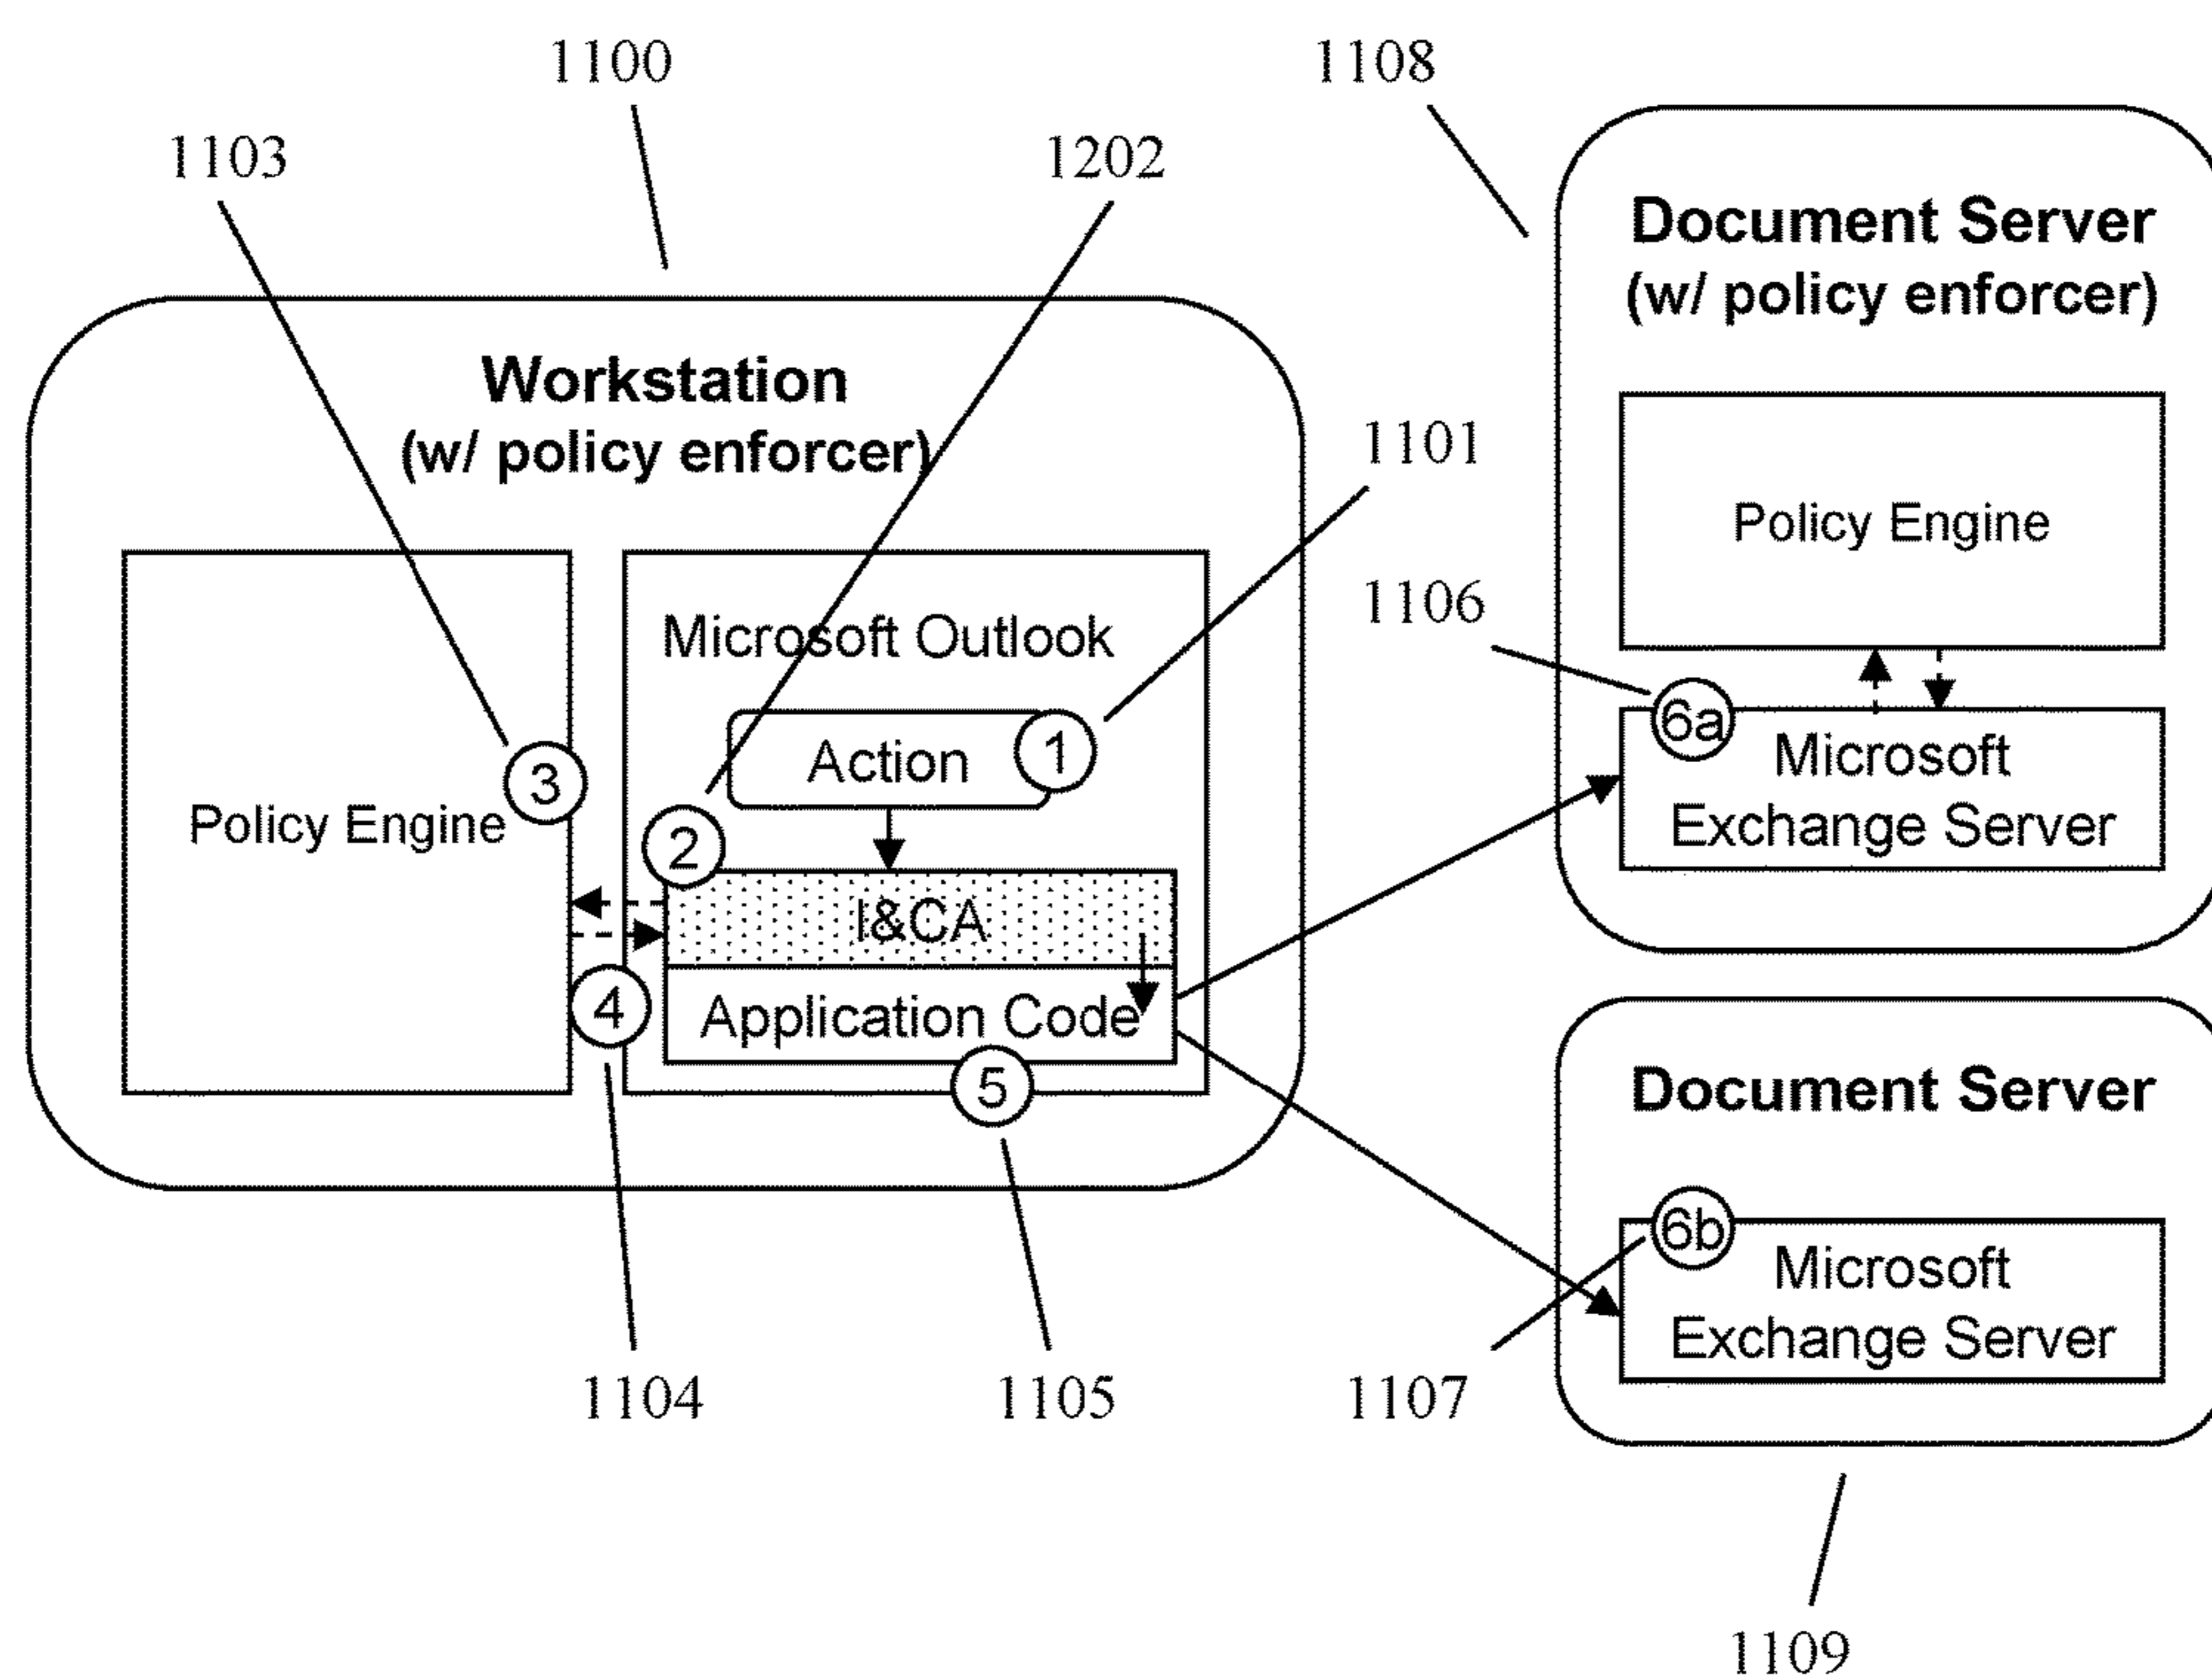 1100
1108
1103
1202
Document Server
(w/ policy enforcer)
Workstation
(w/ policy enforcer)
1101
Policy Engine
1106
Microsoft Outlook
6a
Action
1
Microsoft
Exchange Server
3
Policy Engine
2
I&CA
4
Application Code
5
Document Server
6b
Microsoft
Exchange Server
1104
1105
1107
1109